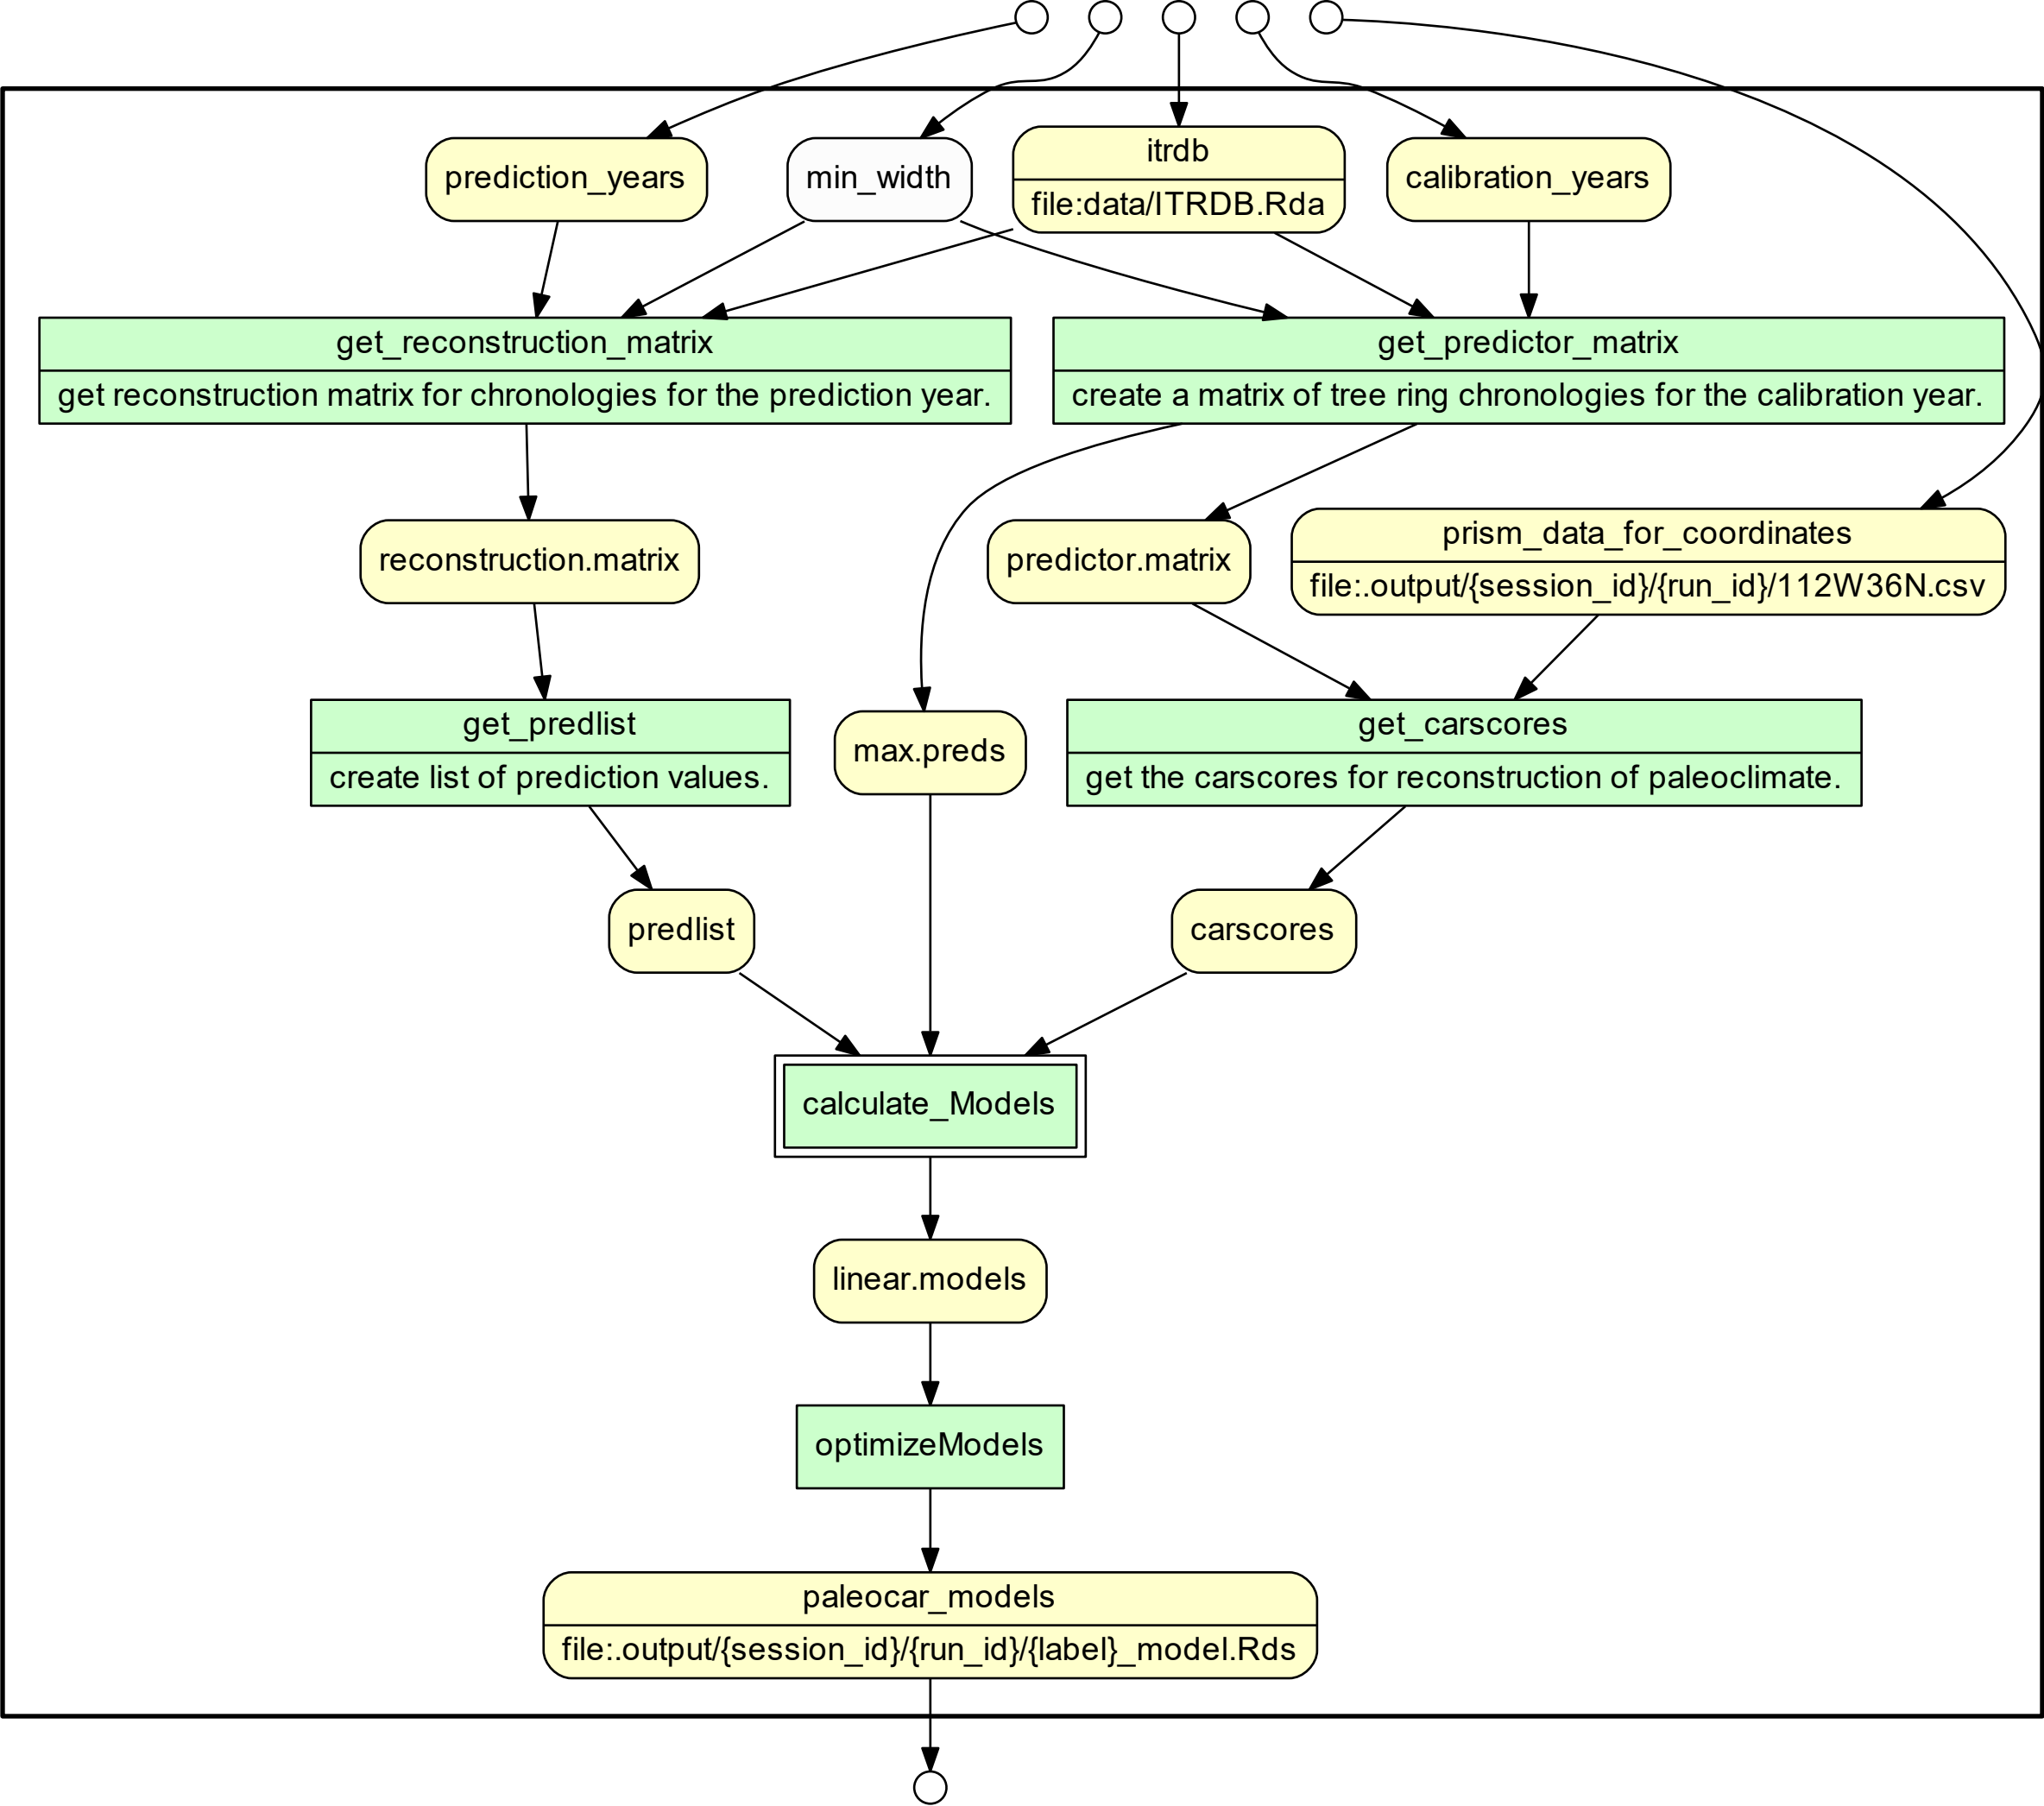 prediction_years
min_width
itrdb
file:data/ITRDB.Rda
calibration_years
get_reconstruction_matrix
get reconstruction matrix for chronologies for the prediction year.
get_predictor_matrix
create a matrix of tree ring chronologies for the calibration year.
reconstruction.matrix
predictor.matrix
prism_data_for_coordinates
file:.output/{session_id}/{run_id}/112W36N.csv
get_predlist
create list of prediction values.
max.preds
get_carscores
get the carscores for reconstruction of paleoclimate.
predlist
carscores
calculate_Models
linear.models
optimizeModels
paleocar_models
file:.output/{session_id}/{run_id}/{label}_model.Rds